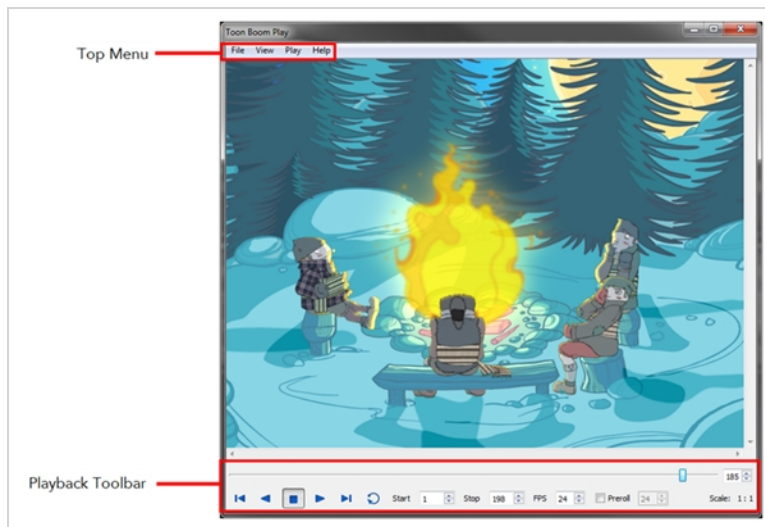 Toon Boom Play
Top Menu
File View Play Help
Playback Toolbar
185
Start 1 Stop 198 FPS 24 Preroll 24 Scale: 1:1